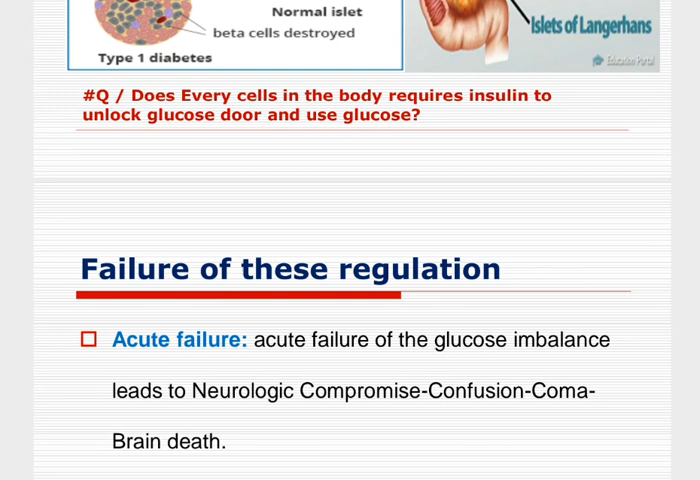 Normal islet
beta cells destroyed
Type 1 diabetes
Islets of Langerhans
Education Portal
#Q / Does Every cells in the body requires insulin to
unlock glucose door and use glucose?
Failure of these regulation
Acute failure: acute failure of the glucose imbalance
leads to Neurologic Compromise-Confusion-Coma-
Brain death.